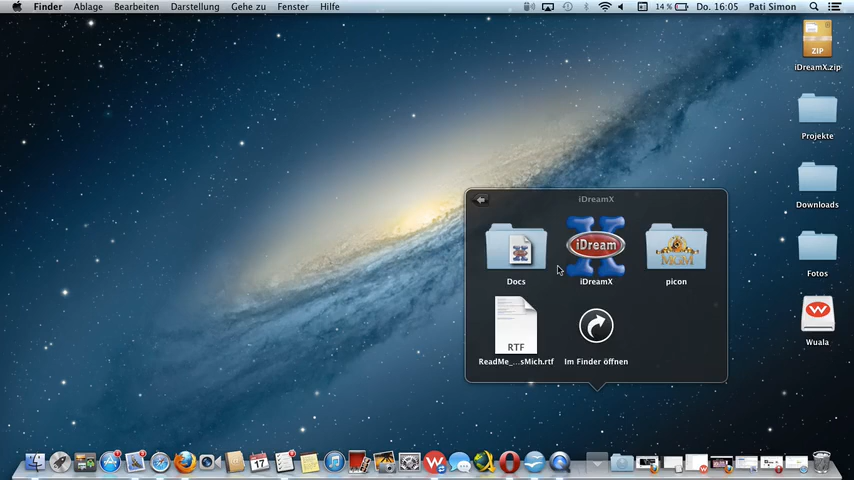 Finder Ablage Bearbeiten Darstellung Gehe zu Fenster Hilfe 14 % Do. 16:05 Pati Simon
ZIP
iDreamX.zip
Projekte
Downloads
Fotos
Wuala
iDreamX
Docs
iDream
iDreamX
MGM
picon
RTF
ReadMe_...sMich.rtf
Im Finder öffnen
17